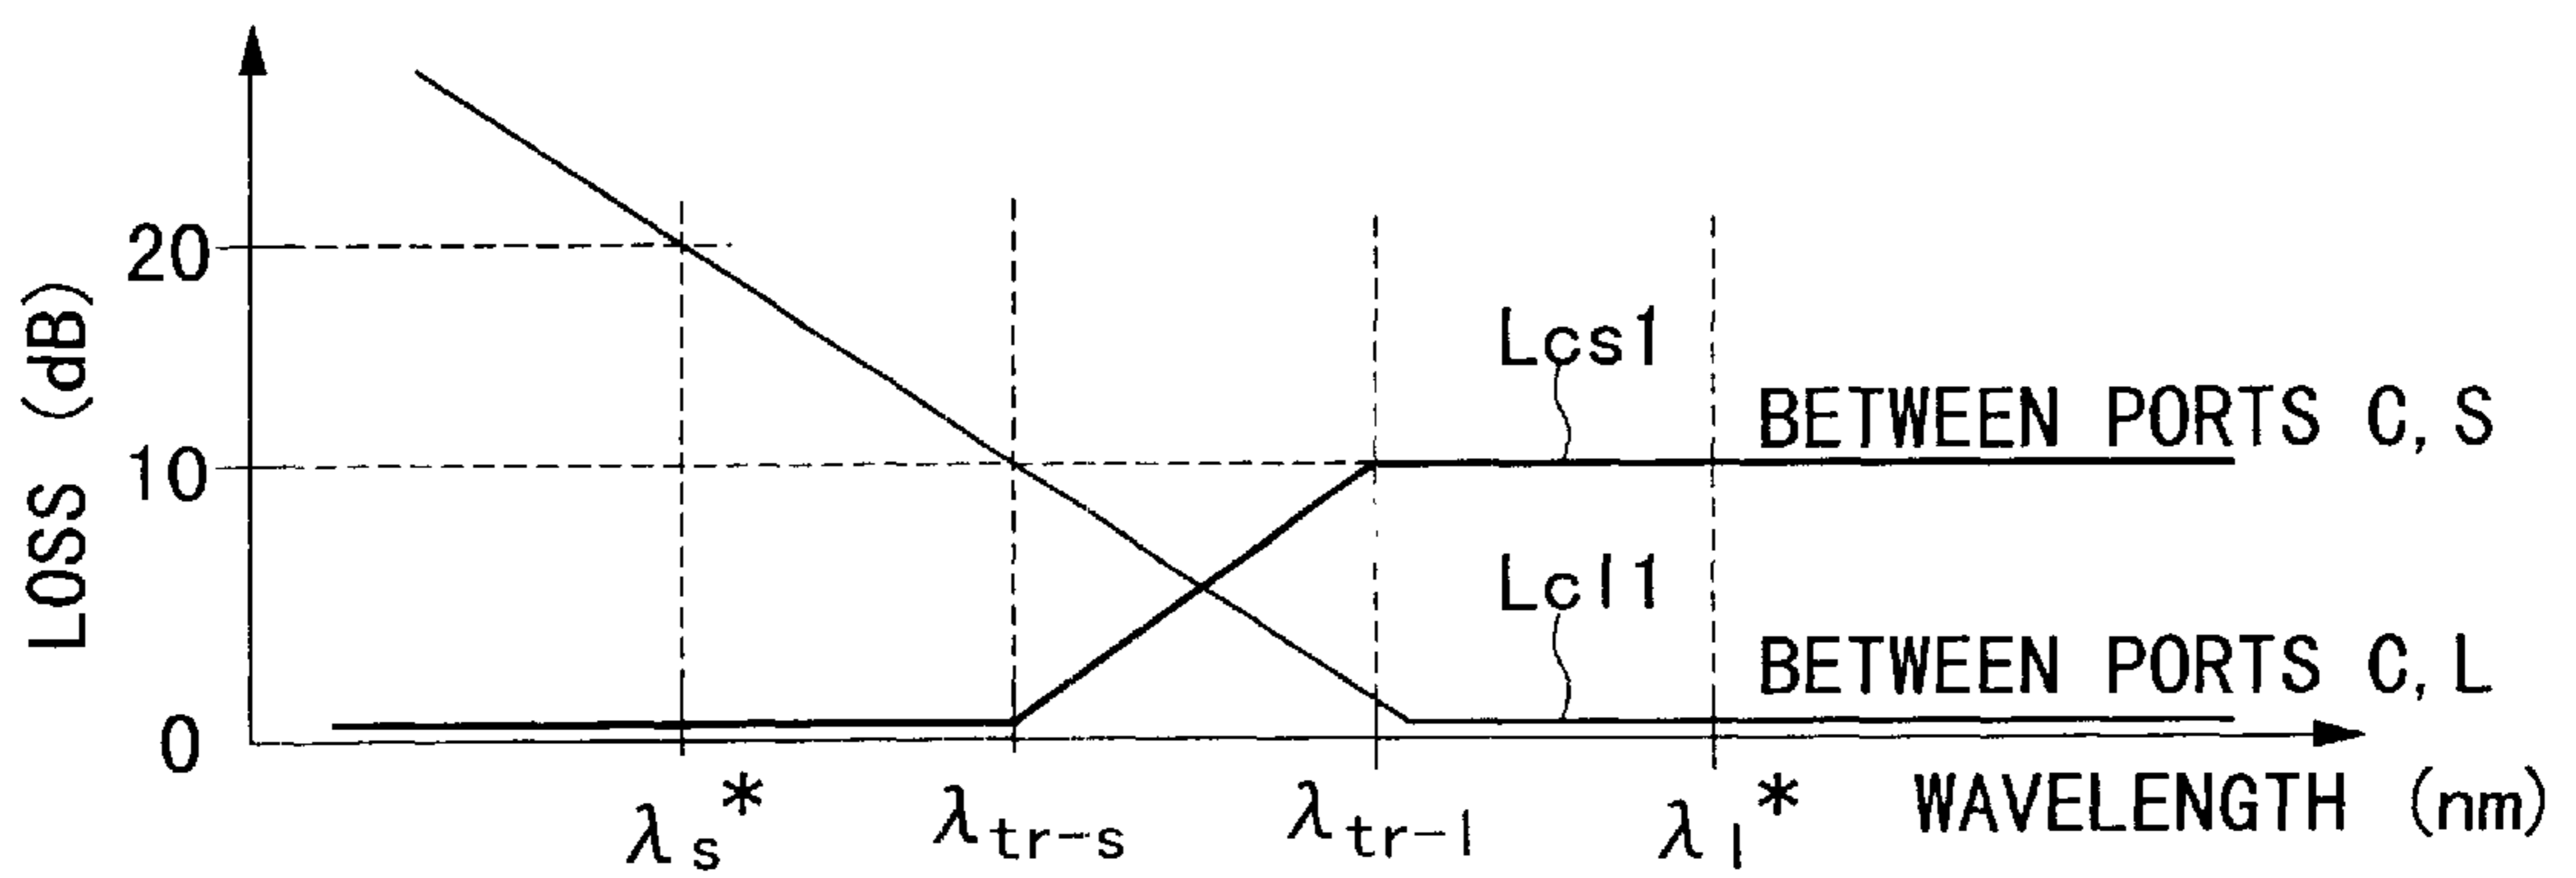 LOSS (dB)
20
10
0
Lcs1
BETWEEN PORTS C, S
Lcl1
BETWEEN PORTS C, L
λs*
λtr-s
λtr-l
λl*
WAVELENGTH (nm)